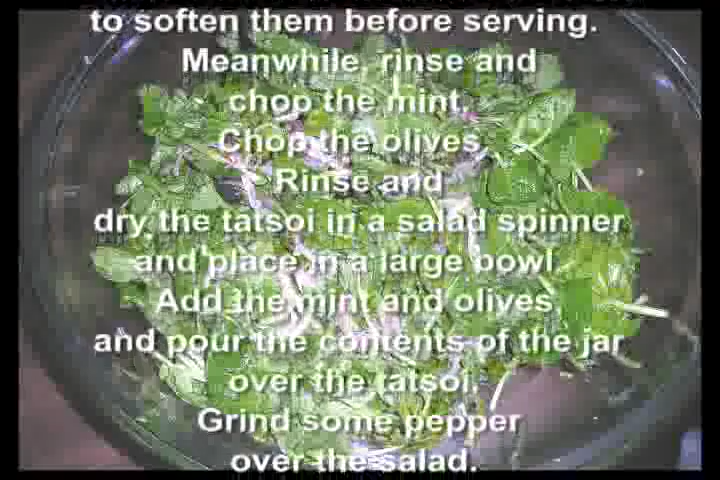 to soften them before serving.
Meanwhile, rinse and
chop the mint.
Chop the olives.
Rinse and
dry the tatsoi in a salad spinner
and place in a large bowl.
Add the mint and olives
and pour the contents of the jar
over the tatsoi.
Grind some pepper
over the salad.